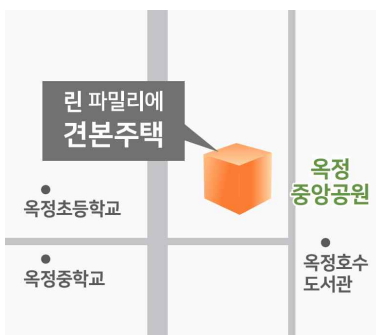 린 파밀리에
견본주택
옥정
중앙공원
옥정초등학교
옥정중학교
옥정호수
도서관